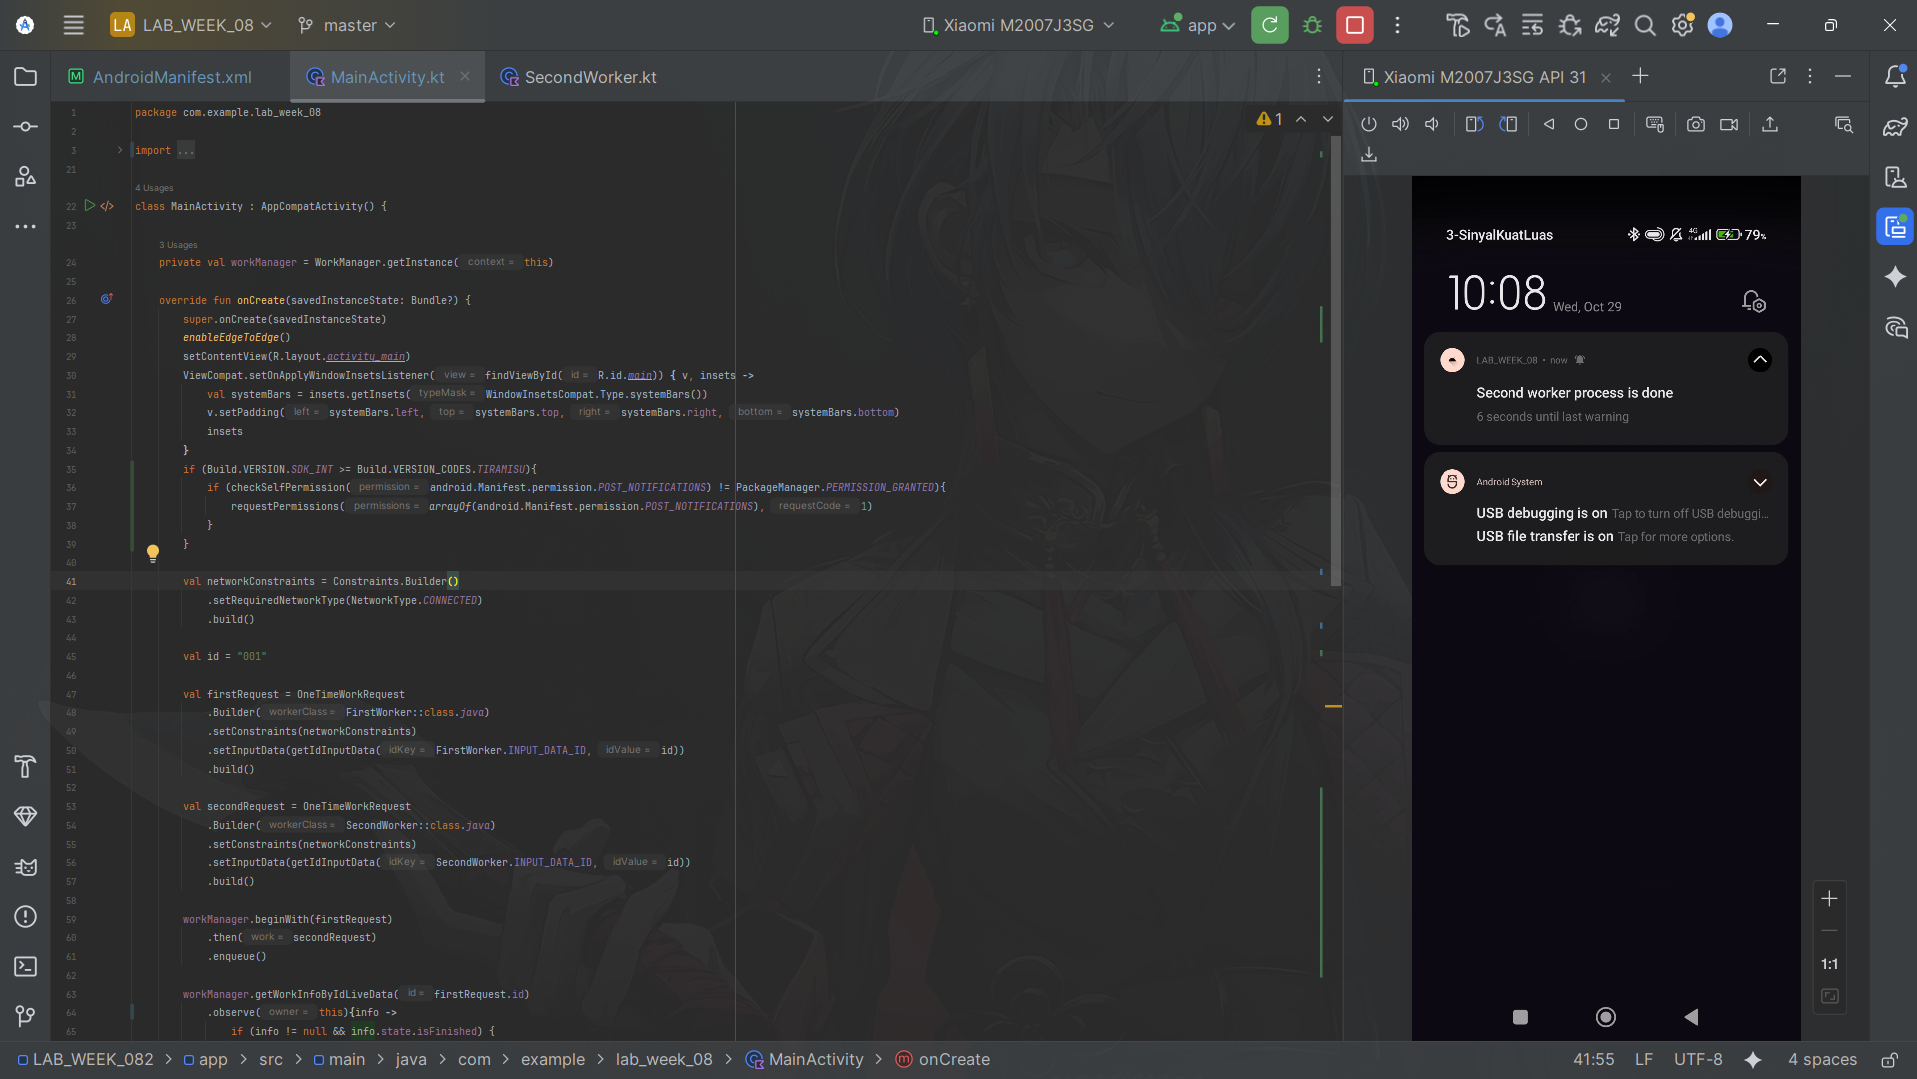 LA LAB_WEEK_08 master Xiaomi M2007J3SG app
AndroidManifest.xml MainActivity.kt SecondWorker.kt Xiaomi M2007J3SG API 31
1 package com.example.lab_week_08
1
2
3 import ...
21
4 Usages
22 class MainActivity : AppCompatActivity() {
23
3 Usages
24 private val workManager = WorkManager.getInstance( context = this)
25
26 override fun onCreate(savedInstanceState: Bundle?) {
27 super.onCreate(savedInstanceState)
28 enableEdgeToEdge()
29 setContentView(R.layout.activity_main)
30 ViewCompat.setOnApplyWindowInsetsListener( view = findViewById( id = R.id.main)) { v, insets ->
31 val systemBars = insets.getInsets( typeMask = WindowInsetsCompat.Type.systemBars())
32 v.setPadding( left = systemBars.left, top = systemBars.top, right = systemBars.right, bottom = systemBars.bottom)
33 insets
34 }
35 if (Build.VERSION.SDK_INT >= Build.VERSION_CODES.TIRAMISU){
36 if (checkSelfPermission( permission = android.Manifest.permission.POST_NOTIFICATIONS) != PackageManager.PERMISSION_GRANTED){
37 requestPermissions( permissions = arrayOf(android.Manifest.permission.POST_NOTIFICATIONS), requestCode = 1)
38 }
39 }
40
41 val networkConstraints = Constraints.Builder()
42 .setRequiredNetworkType(NetworkType.CONNECTED)
43 .build()
44
45 val id = "001"
46
47 val firstRequest = OneTimeWorkRequest
48 .Builder( workerClass = FirstWorker::class.java)
49 .setConstraints(networkConstraints)
50 .setInputData(getIdInputData( idKey = FirstWorker.INPUT_DATA_ID, idValue = id))
51 .build()
52
53 val secondRequest = OneTimeWorkRequest
54 .Builder( workerClass = SecondWorker::class.java)
55 .setConstraints(networkConstraints)
56 .setInputData(getIdInputData( idKey = SecondWorker.INPUT_DATA_ID, idValue = id))
57 .build()
58
59 workManager.beginWith(firstRequest)
60 .then( work = secondRequest)
61 .enqueue()
62
63 workManager.getWorkInfoByIdLiveData( id = firstRequest.id)
64 .observe( owner = this){info ->
65 if (info != null && info.state.isFinished) {
3-SinyalKuatLuas 4G 79%
10:08 Wed, Oct 29
LAB_WEEK_08 • now
Second worker process is done
6 seconds until last warning
Android System
USB debugging is on Tap to turn off USB debuggi...
USB file transfer is on Tap for more options.
1:1
LAB_WEEK_082 > app > src > main > java > com > example > lab_week_08 > MainActivity > onCreate 41:55 LF UTF-8 4 spaces